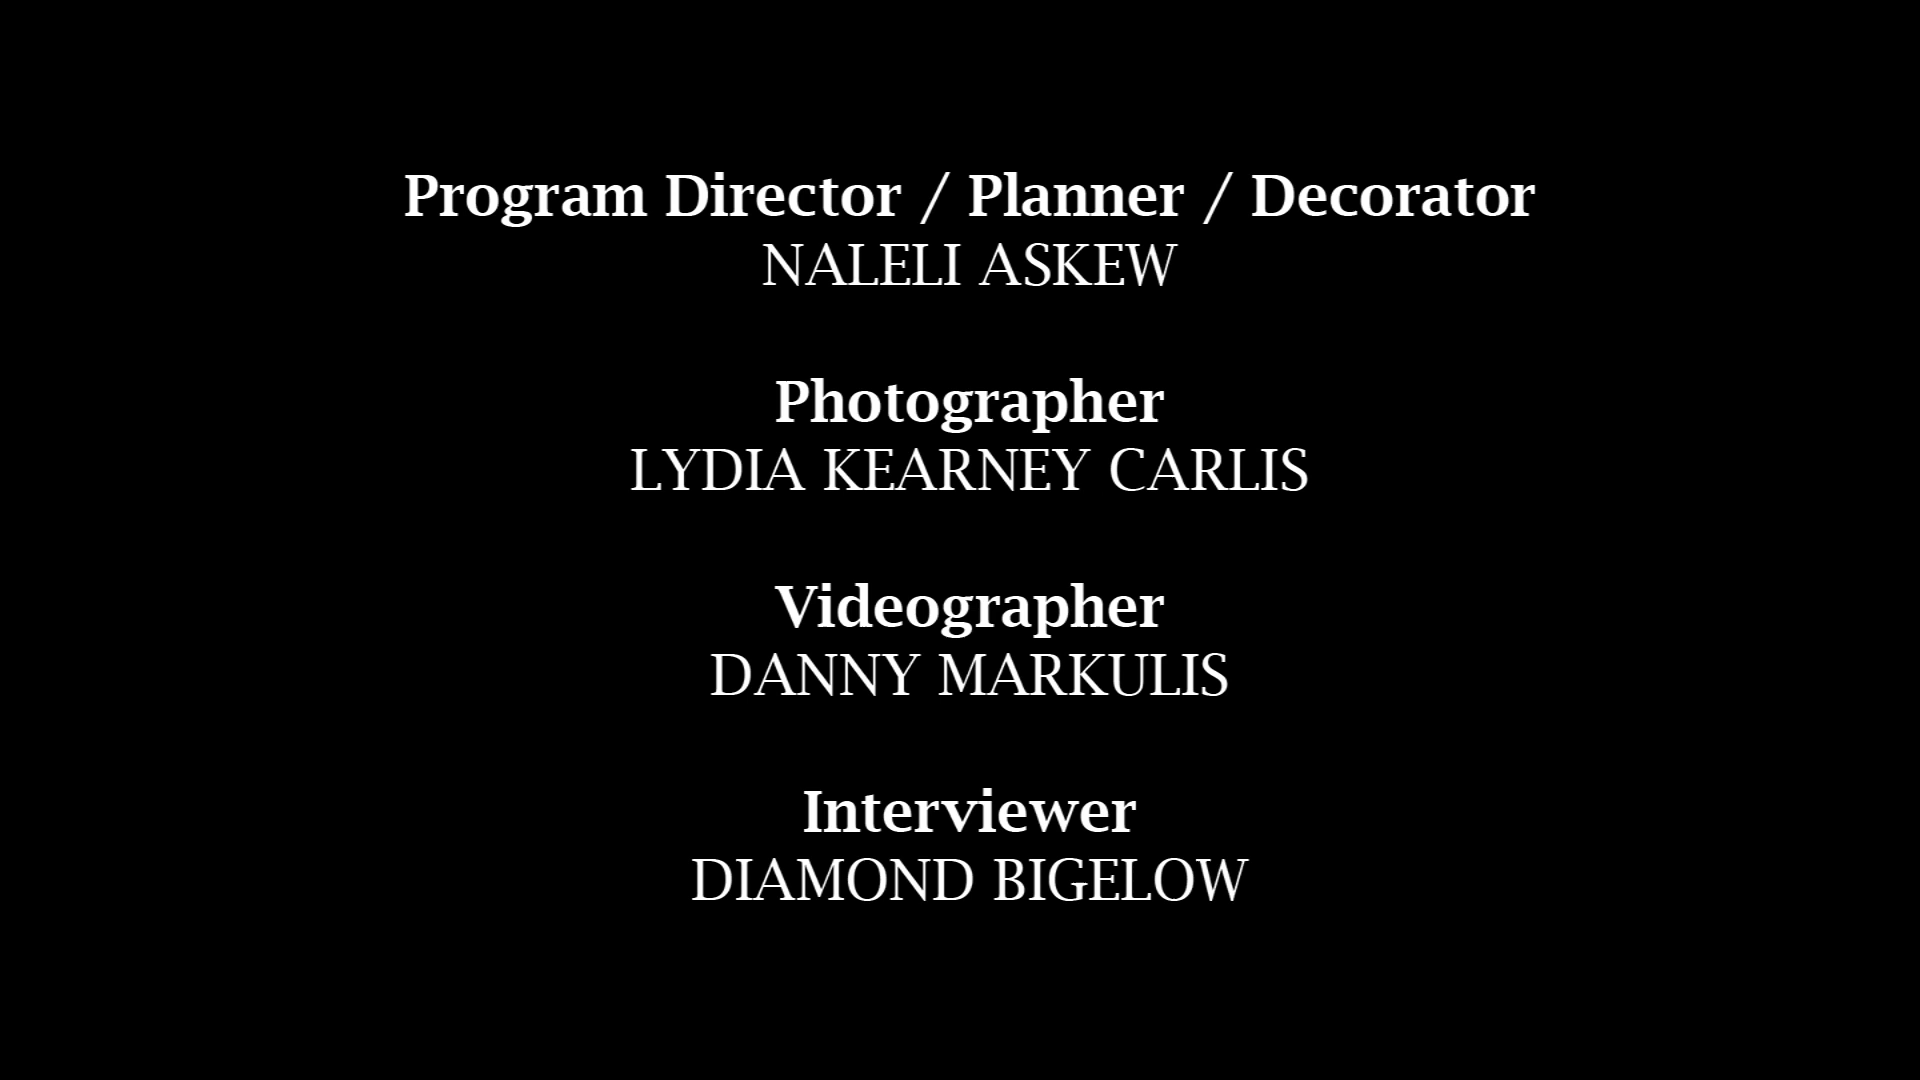 Program Director / Planner / Decorator
NALELI ASKEW
Photographer
LYDIA KEARNEY CARLIS
Videographer
DANNY MARKULIS
Interviewer
DIAMOND BIGELOW